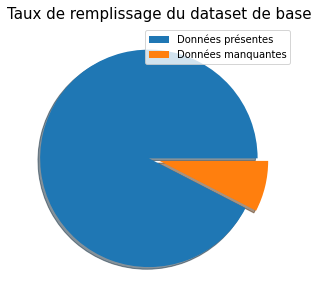 Taux de remplissage du dataset de base
Données présentes
Données manquantes